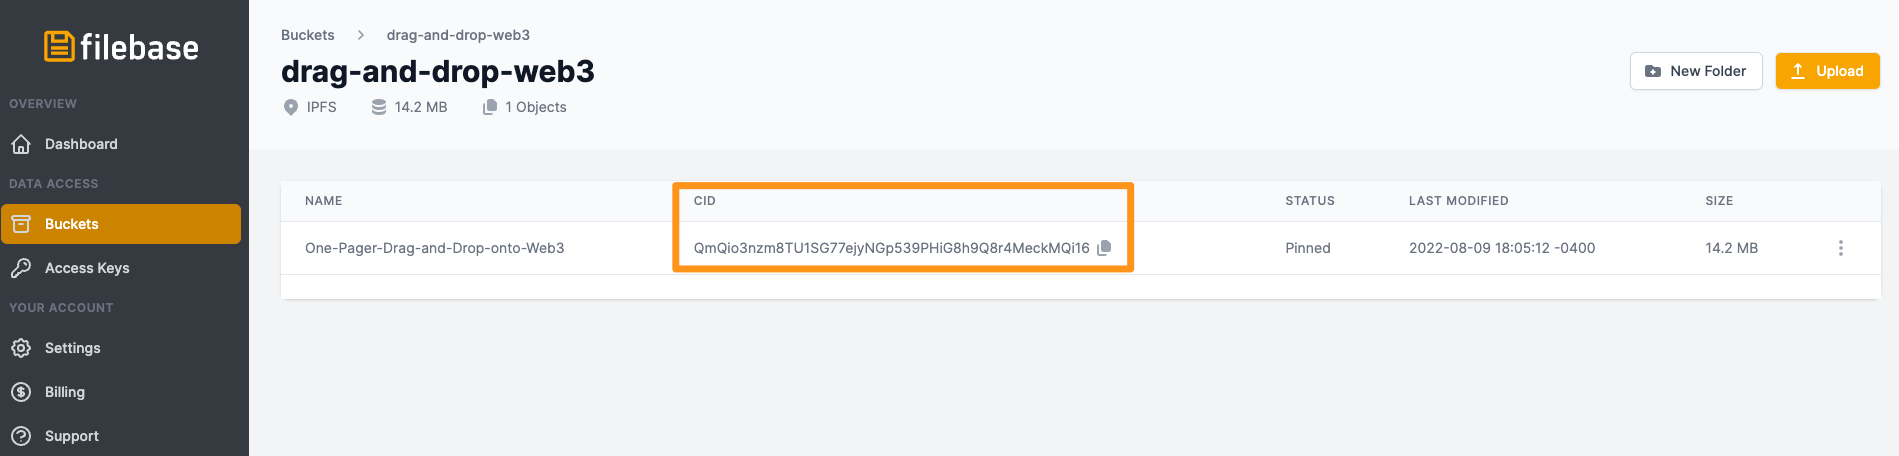 filebase
OVERVIEW
Dashboard
DATA ACCESS
Buckets
Access Keys
YOUR ACCOUNT
Settings
Billing
Support
Buckets > drag-and-drop-web3
drag-and-drop-web3
IPFS 14.2 MB 1 Objects
New Folder Upload
NAME CID STATUS LAST MODIFIED SIZE
One-Pager-Drag-and-Drop-onto-Web3 QmQio3nzm8TU1SG77ejyNGp539PHiG8h9Q8r4MeckMQi16 Pinned 2022-08-09 18:05:12 -0400 14.2 MB